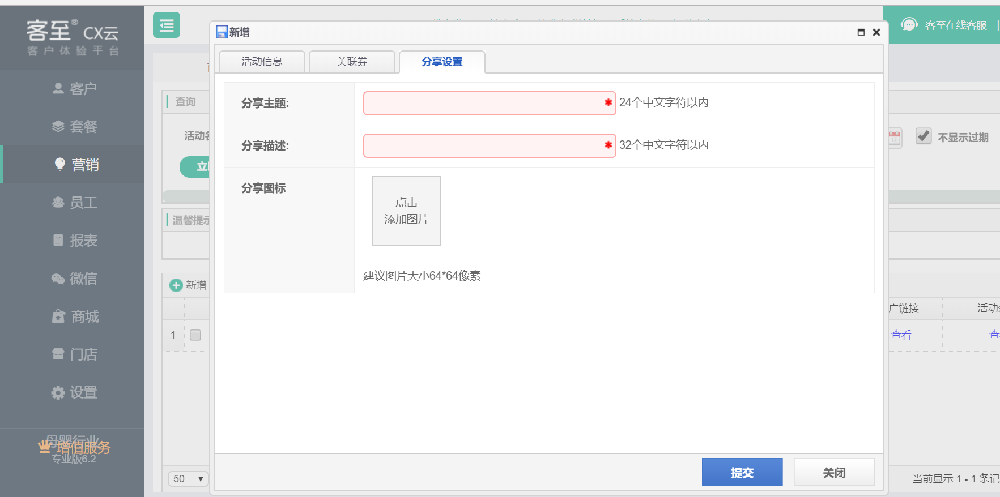 客至® CX云
客户体验平台
客户
套餐
营销
员工
报表
微信
商城
门店
设置
母婴行业
增值服务
专业版6.2
客至在线客服
新增
活动信息
关联券
分享设置
分享主题:
24个中文字符以内
分享描述:
32个中文字符以内
分享图标
点击
添加图片
建议图片大小64*64像素
提交
关闭
查询
活动名
不显示过期
温馨提示
新增
广链接
活动
1
查看
查
50
当前显示 1 - 1 条记